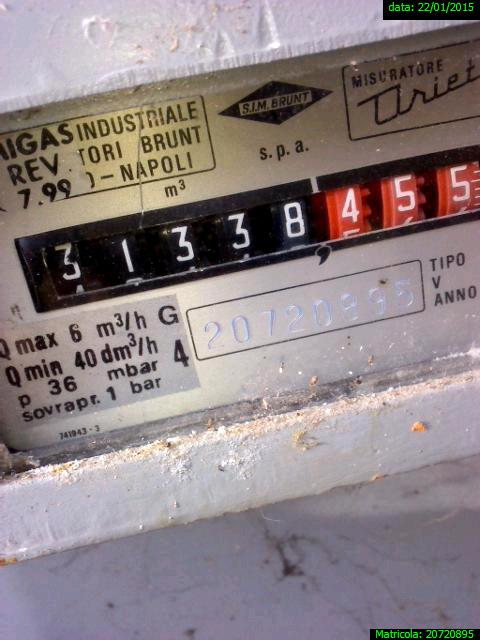 data: 22/01/2015
MISURATORE
Ariet
S.I.M. BRUNT
s.p.a.
MIGAS INDUSTRIALE
REV TORI BRUNT
7.99 )-NAPOLI
m³
3 1 3 3 8 , 4 5 5
TIPO
V
ANNO
20720895
Q max 6 m³/h G
Q min 40 dm³/h 4
p 36 mbar
sovrapr. 1 bar
741943-3
Matricola: 20720895